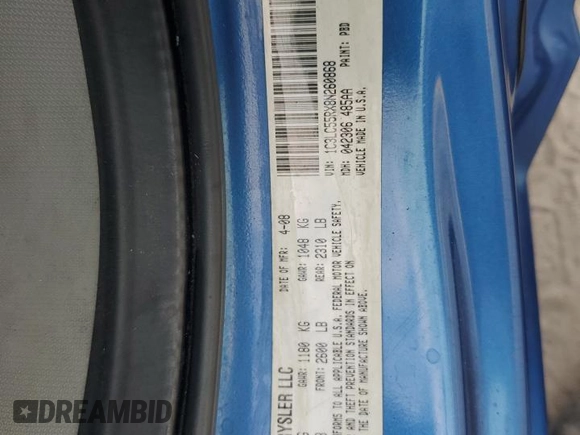 YSLER LLC
DATE OF MFR: 4-08
GAWR: 1180 KG
GAWR: 1048 KG
FRONT: 2600 LB
REAR: 2310 LB
TO ALL APPLICABLE U.S.A. FEDERAL MOTOR VEHICLE SAFETY,
AND THEFT PREVENTION STANDARDS IN EFFECT ON
THE DATE OF MANUFACTURE SHOWN ABOVE.
VIN: 1C3LC55RX8N260868
MDH: 042306 485AA
PAINT: PBD
VEHICLE MADE IN U.S.A.
DREAMBID